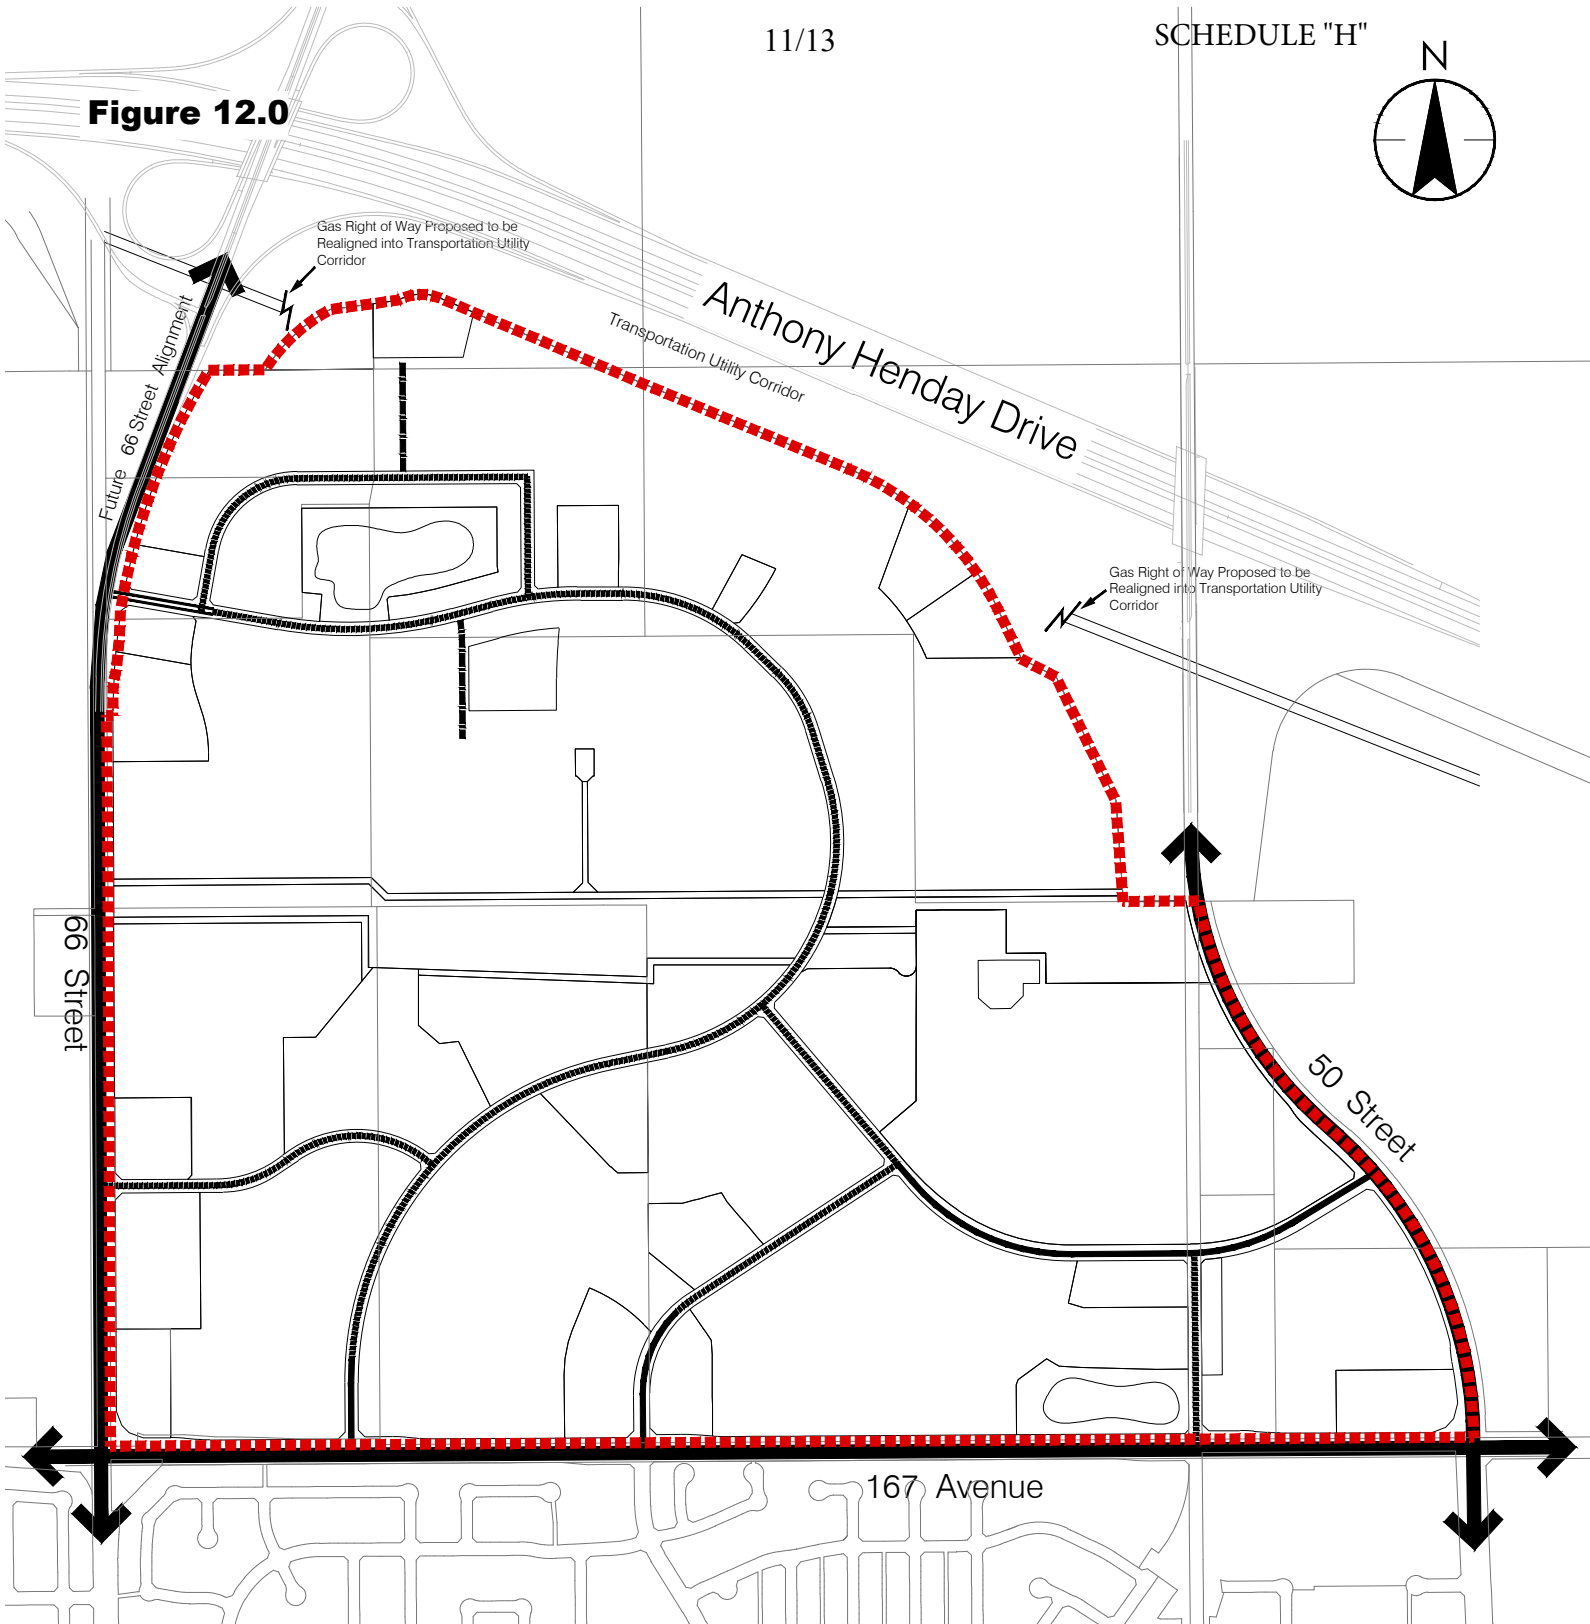 11/13
SCHEDULE "H"
N
Figure 12.0
Gas Right of Way Proposed to be
Realigned into Transportation Utility
Corridor
Future 66 Street Alignment
Anthony Henday Drive
Transportation Utility Corridor
Gas Right of Way Proposed to be
Realigned into Transportation Utility
Corridor
66 Street
50 Street
167 Avenue